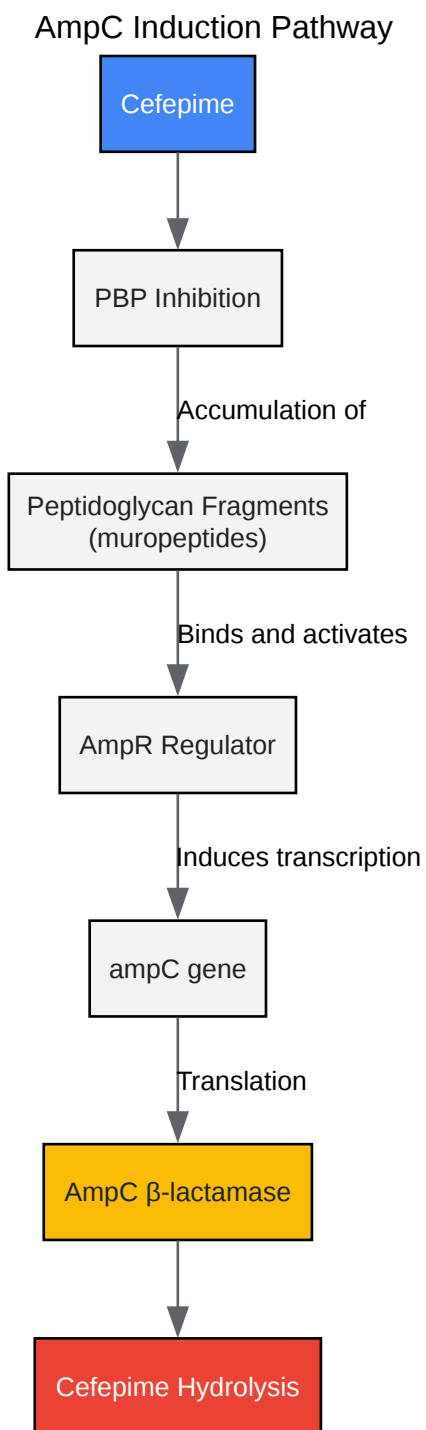 AmpC Induction Pathway
Cefepime
PBP Inhibition
Accumulation of
Peptidoglycan Fragments
(muropeptides)
Binds and activates
AmpR Regulator
Induces transcription
ampC gene
Translation
AmpC β-lactamase
Cefepime Hydrolysis